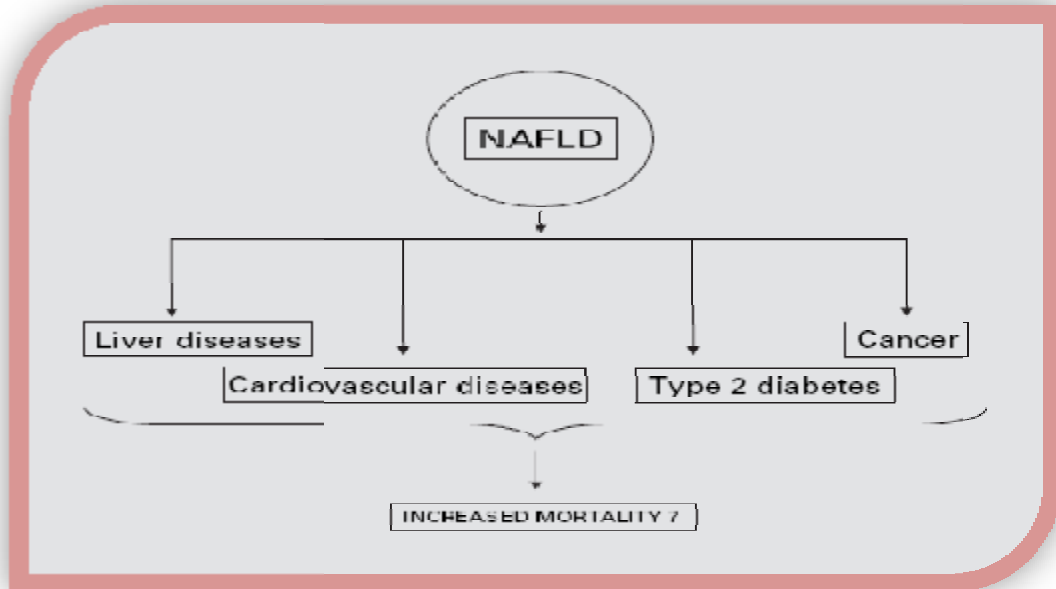 NAFLD
Liver diseases
Cancer
Cardiovascular diseases
Type 2 diabetes
INCREASED MORTALITY ?